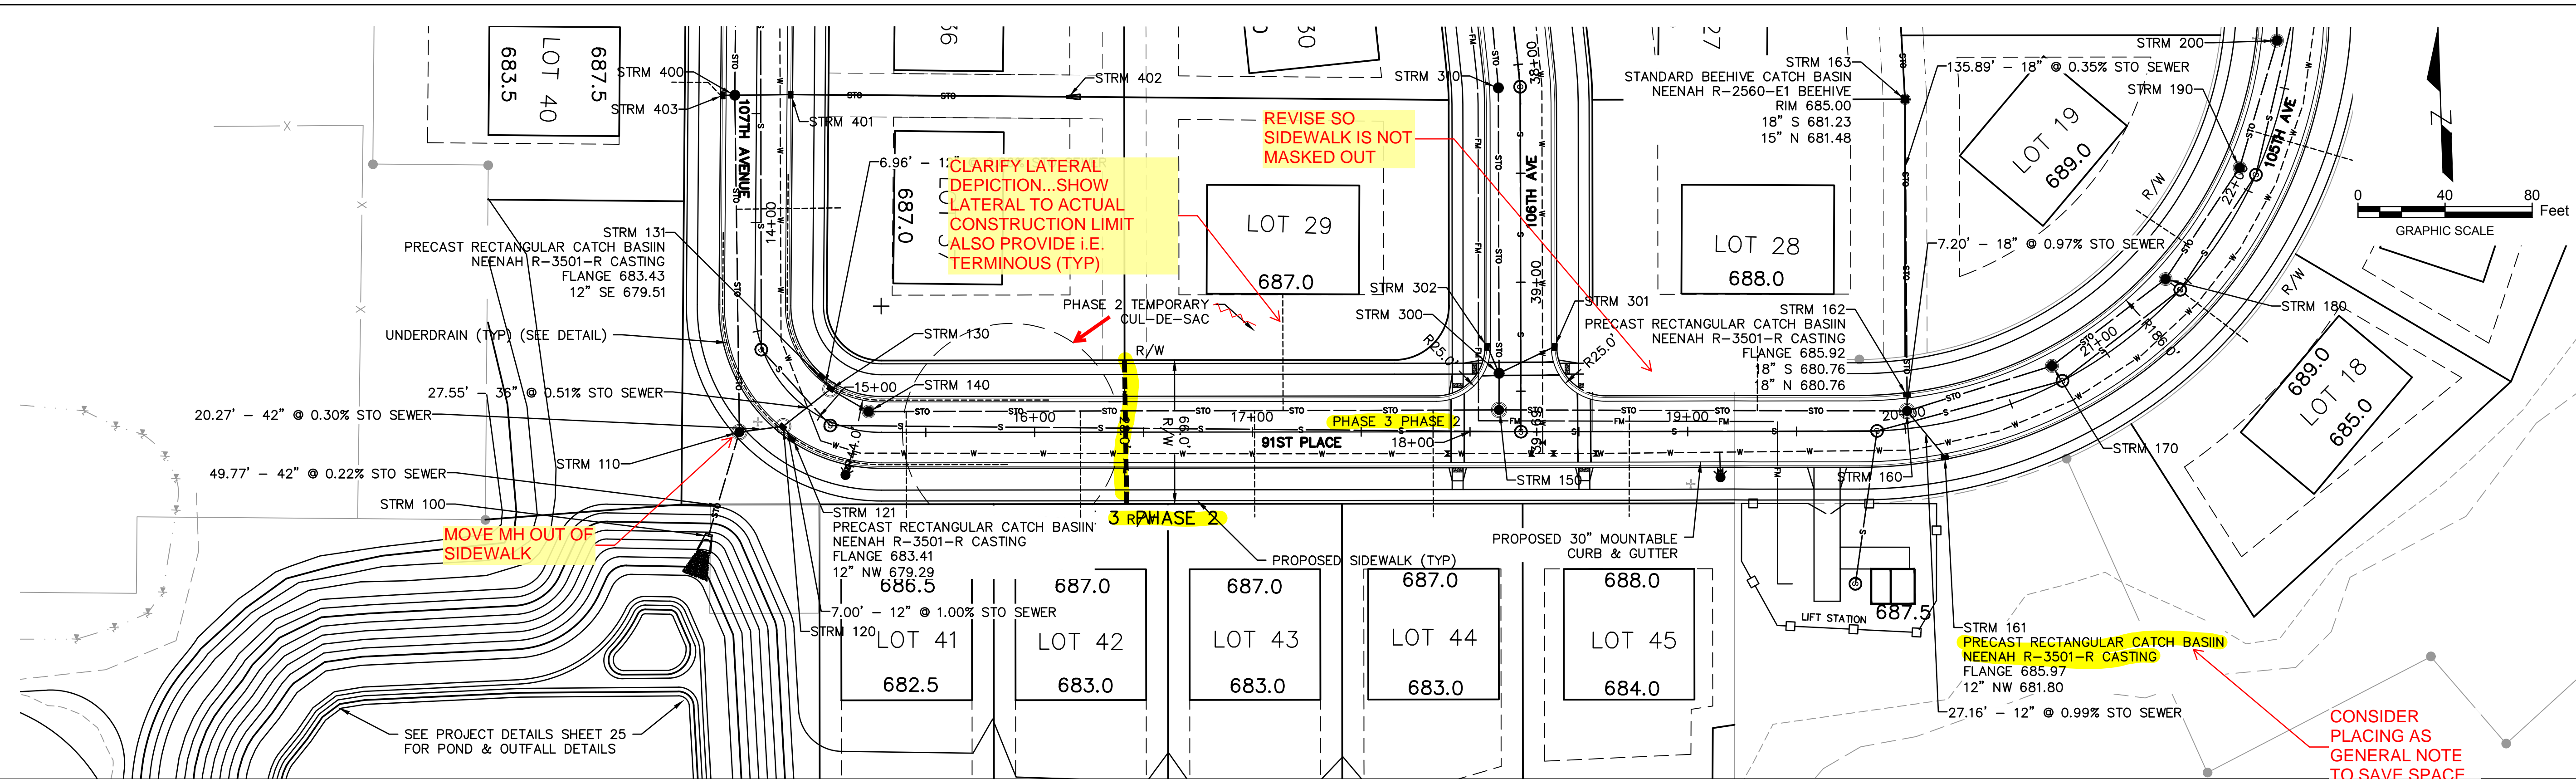 683.5
LOT 40
687.5
STRM 400
STRM 403
107TH AVENUE
STRM 401
STRM 402
36
30
27
STRM 310
38+00
STRM 163
STANDARD BEEHIVE CATCH BASIN
NEENAH R-2560-E1 BEEHIVE
RIM 685.00
18" S 681.23
15" N 681.48
135.89' - 18" @ 0.35% STO SEWER
STRM 200
STRM 190
105TH AVE
LOT 19
689.0
R/W
22+00
0 40 80 Feet
GRAPHIC SCALE
REVISE SO
SIDEWALK IS NOT
MASKED OUT
6.96' - 12"
CLARIFY LATERAL
DEPICTION...SHOW
LATERAL TO ACTUAL
CONSTRUCTION LIMIT
ALSO PROVIDE i.E.
TERMINOUS (TYP)
687.0
LOT 29
687.0
106TH AVE
LOT 28
688.0
7.20' - 18" @ 0.97% STO SEWER
14+00
STRM 131
PRECAST RECTANGULAR CATCH BASIIN
NEENAH R-3501-R CASTING
FLANGE 683.43
12" SE 679.51
PHASE 2 TEMPORARY
CUL-DE-SAC
STRM 302
STRM 300
39+00
STRM 301
STRM 162
PRECAST RECTANGULAR CATCH BASIIN
NEENAH R-3501-R CASTING
FLANGE 685.92
18" S 680.76
18" N 680.76
R/W
STRM 180
UNDERDRAIN (TYP) (SEE DETAIL)
STRM 130
R/W
R25.0'
R25.0'
21+00
R186.0'
689.0
LOT 18
685.0
27.55' - 36" @ 0.51% STO SEWER
15+00
STRM 140
20.27' - 42" @ 0.30% STO SEWER
16+00
66.0'
R/W
17+00
PHASE 3 PHASE 2
91ST PLACE
18+00
39+69
19+00
20+00
STRM 170
STRM 110
49.77' - 42" @ 0.22% STO SEWER
STRM 100
STRM 150
STRM 160
MOVE MH OUT OF
SIDEWALK
STRM 121
PRECAST RECTANGULAR CATCH BASIIN
NEENAH R-3501-R CASTING
FLANGE 683.41
12" NW 679.29
3 R/W PHASE 2
PROPOSED SIDEWALK (TYP)
PROPOSED 30" MOUNTABLE
CURB & GUTTER
7.00' - 12" @ 1.00% STO SEWER
STRM 120
686.5
LOT 41
682.5
687.0
LOT 42
683.0
687.0
LOT 43
683.0
687.0
LOT 44
683.0
688.0
LOT 45
684.0
LIFT STATION
687.5
STRM 161
PRECAST RECTANGULAR CATCH BASIIN
NEENAH R-3501-R CASTING
FLANGE 685.97
12" NW 681.80
27.16' - 12" @ 0.99% STO SEWER
SEE PROJECT DETAILS SHEET 25
FOR POND & OUTFALL DETAILS
CONSIDER
PLACING AS
GENERAL NOTE
TO SAVE SPACE